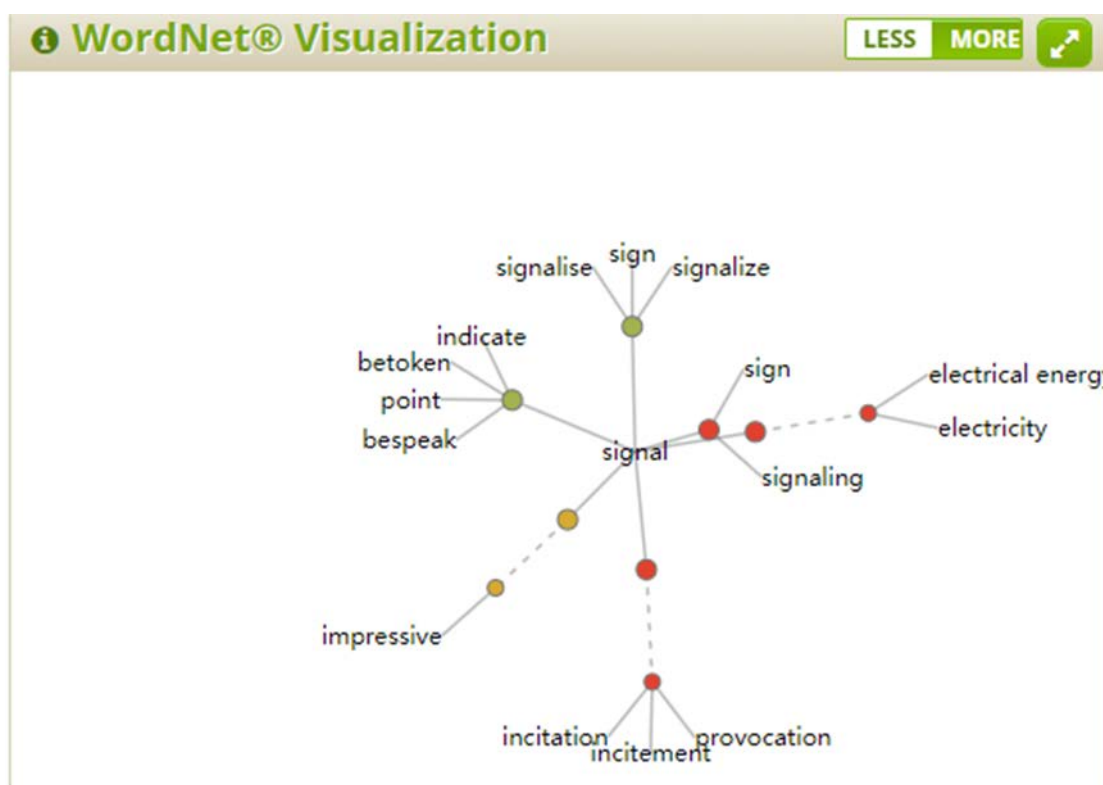 WordNet® Visualization
LESS MORE
sign
signalise signalize
indicate
betoken
sign
electrical energy
point
electricity
bespeak
signal
signaling
impressive
incitation provocation
incitement